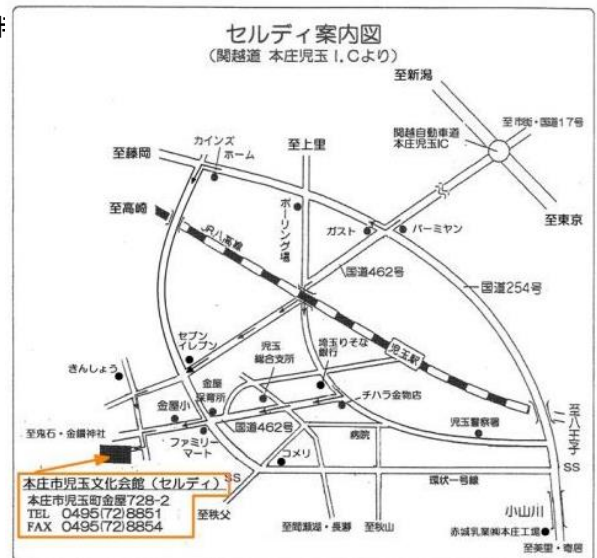 セルディ案内図
(関越道 本庄児玉I.Cより)
至新潟
至市街・国道17号
関越自動車道
本庄児玉IC
至東京
至藤岡
カインズ
ホーム
至上里
至高崎
JR八高線
ボーリング場
ガスト
バーミヤン
国道462号
国道254号
セブン
イレブン
児玉
総合支所
埼玉りそな
銀行
児玉駅
きんしょう
金屋
保育所
チハラ金物店
金屋小
国道462号
児玉警察署
至八王子
至鬼石・金鑚神社
ファミリー
マート
病院
コメリ
SS
SS
環状一号線
本庄市児玉文化会館(セルディ)
本庄市児玉町金屋728-2
TEL 0495(72)8851
FAX 0495(72)8854
至秩父
至間瀬湖・長瀞
至秋山
小山川
赤城乳業㈱本庄工場
至美里・寄居